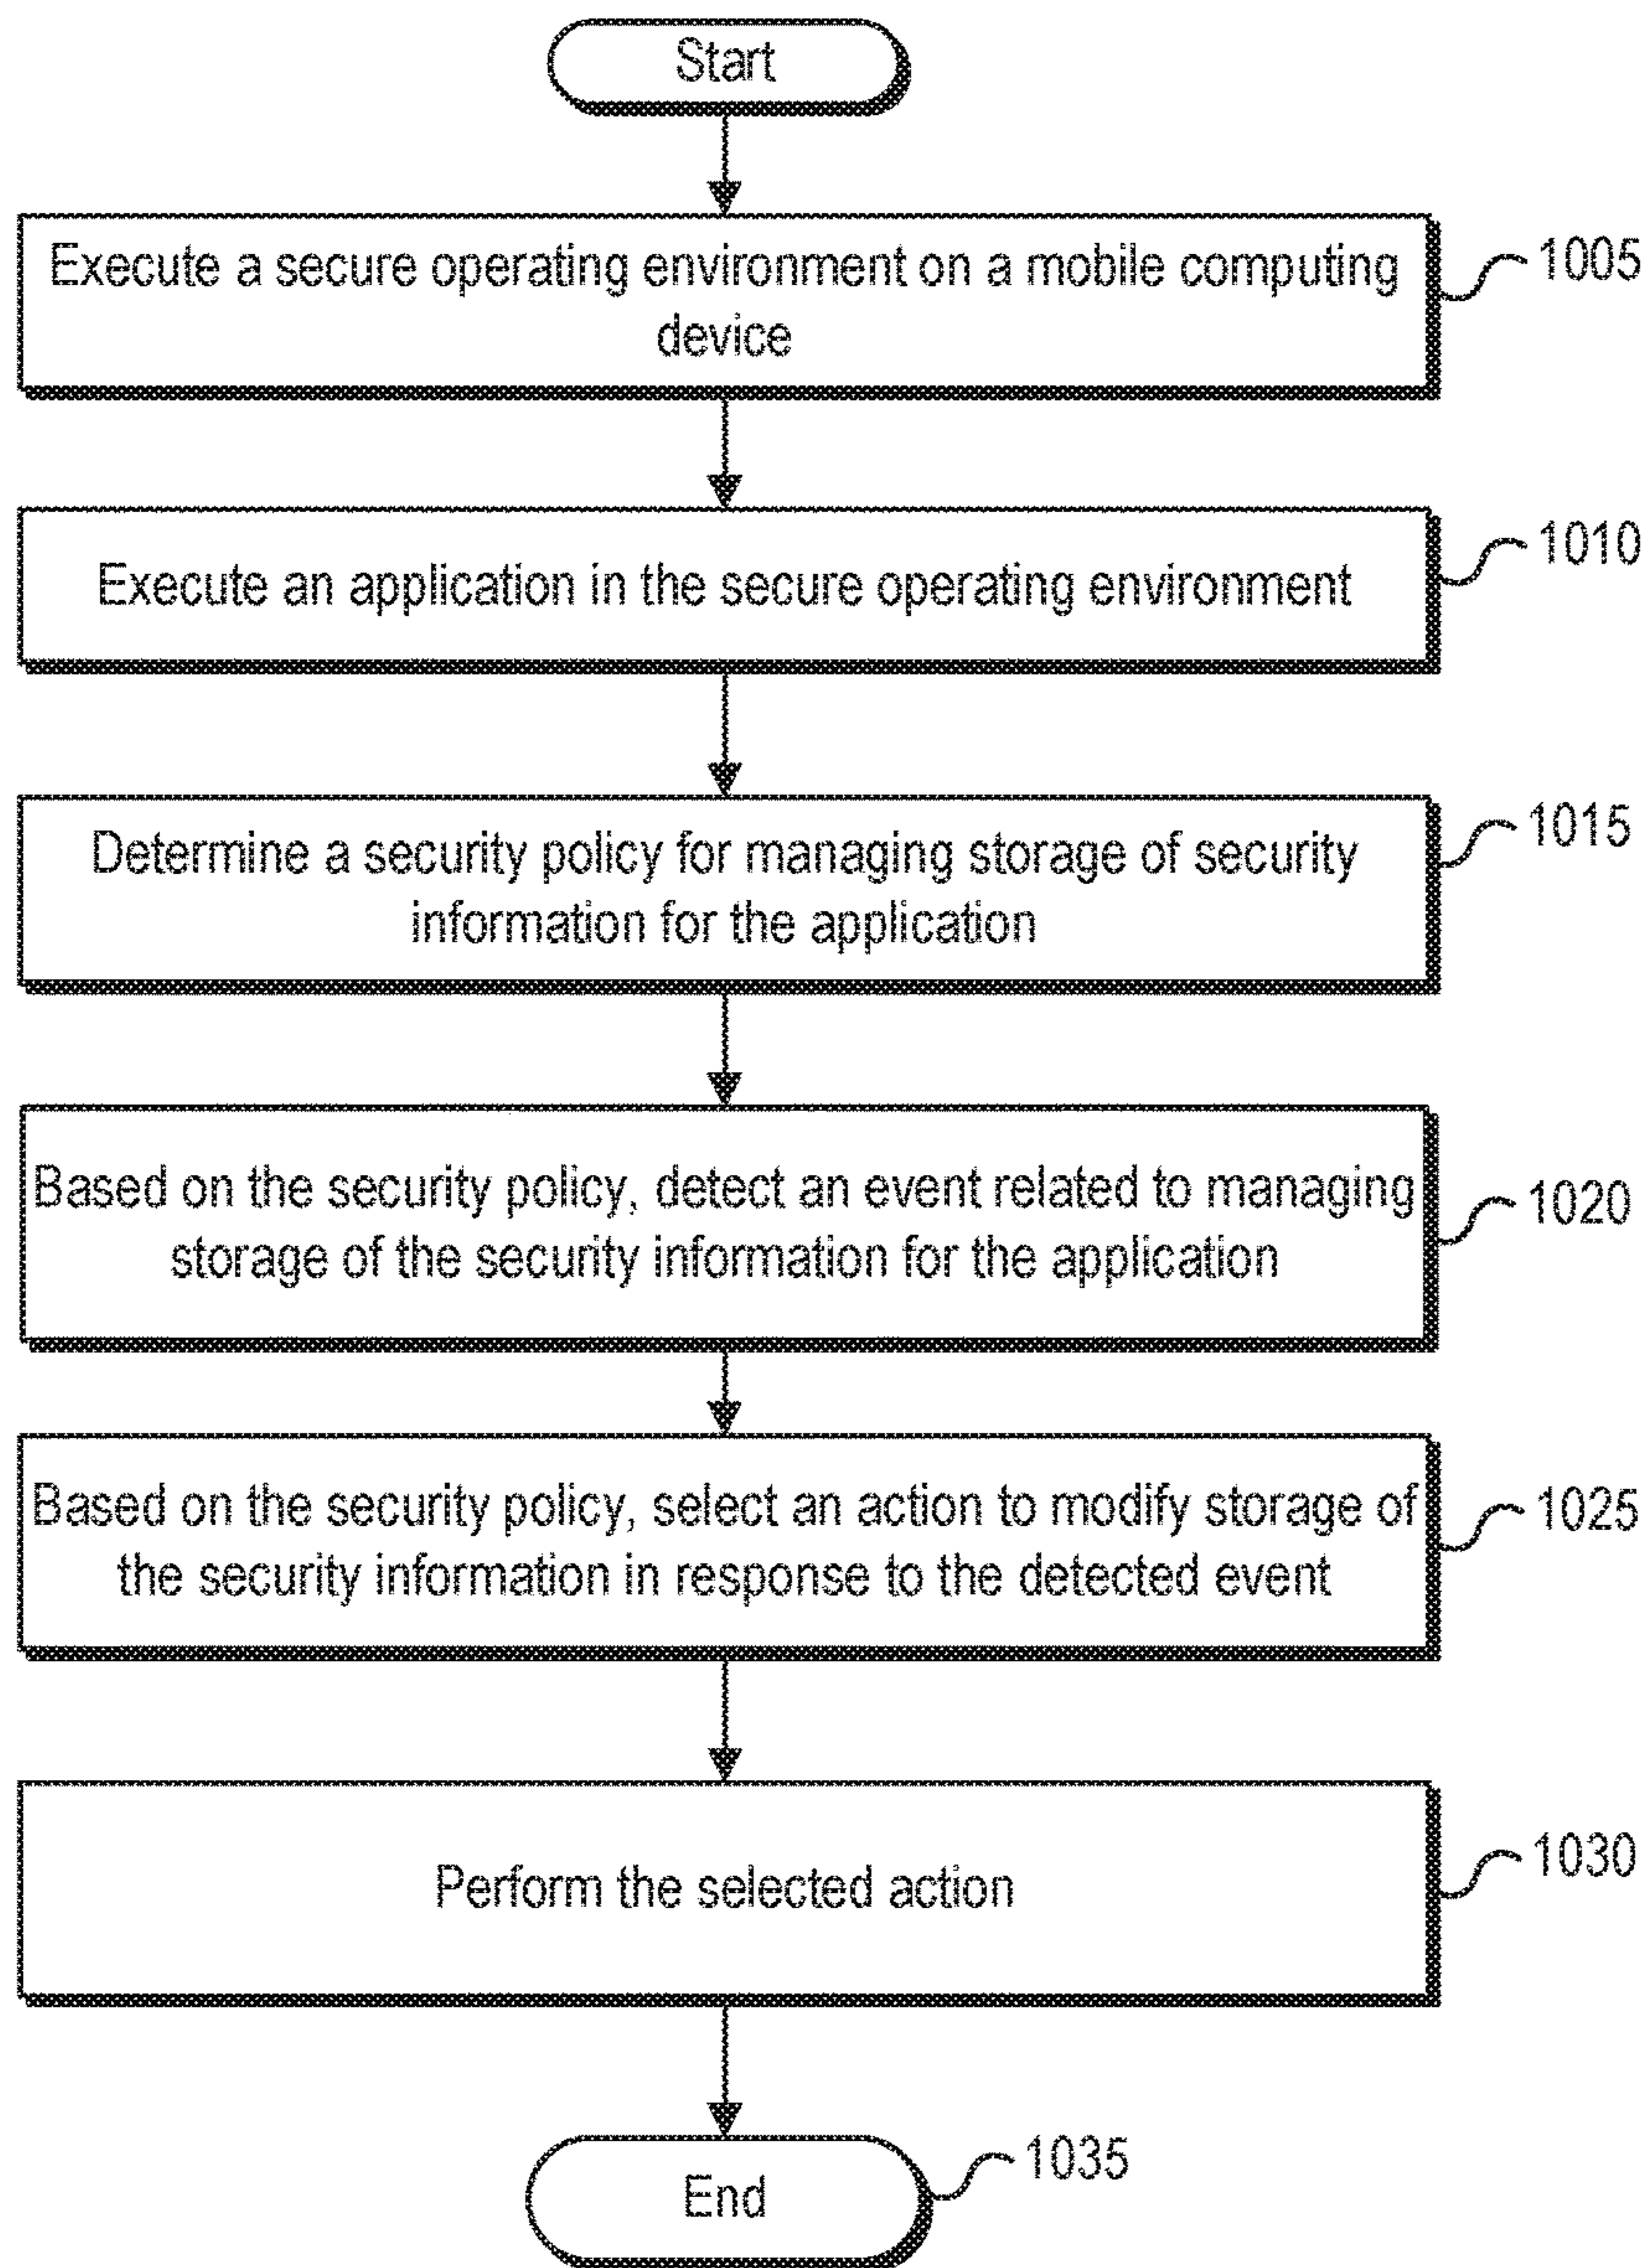 Start
Execute a secure operating environment on a mobile computing
device
1005
Execute an application in the secure operating environment
1010
Determine a security policy for managing storage of security
information for the application
1015
Based on the security policy, detect an event related to managing
storage of the security information for the application
1020
Based on the security policy, select an action to modify storage of
the security information in response to the detected event
1025
Perform the selected action
1030
End
1035